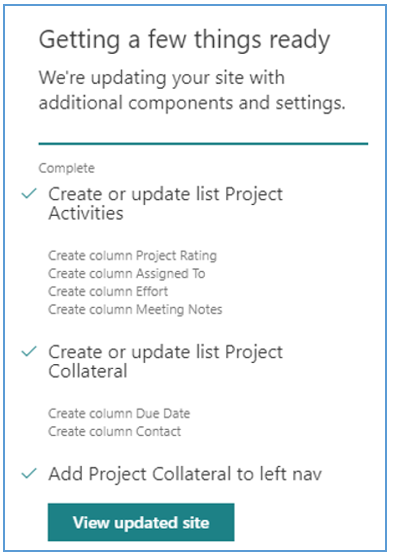 Getting a few things ready
We're updating your site with
additional components and settings.
Complete
Create or update list Project
Activities
Create column Project Rating
Create column Assigned To
Create column Effort
Create column Meeting Notes
Create or update list Project
Collateral
Create column Due Date
Create column Contact
Add Project Collateral to left nav
View updated site